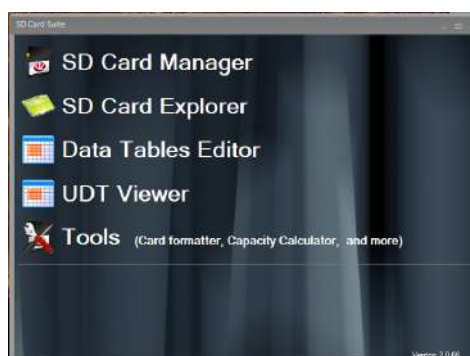 SD Card Suite
SD Card Manager
SD Card Explorer
Data Tables Editor
UDT Viewer
Tools (Card formatter, Capacity Calculator, and more)